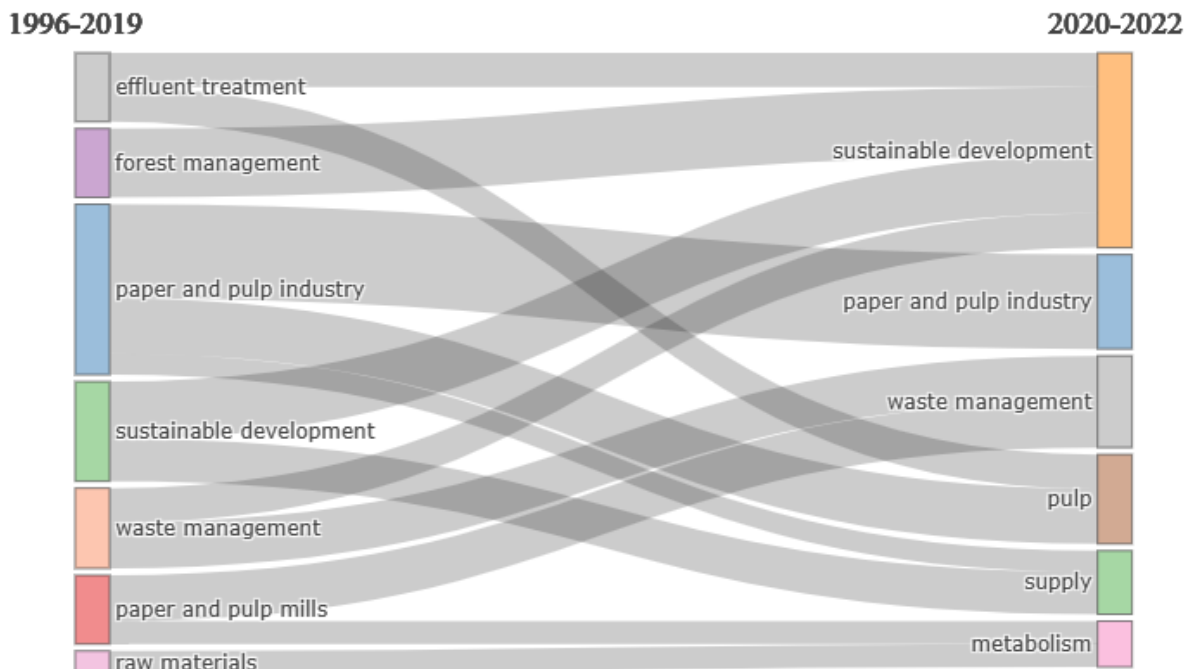 1996-2019
2020-2022
effluent treatment
forest management
paper and pulp industry
sustainable development
waste management
paper and pulp mills
raw materials
sustainable development
paper and pulp industry
waste management
pulp
supply
metabolism